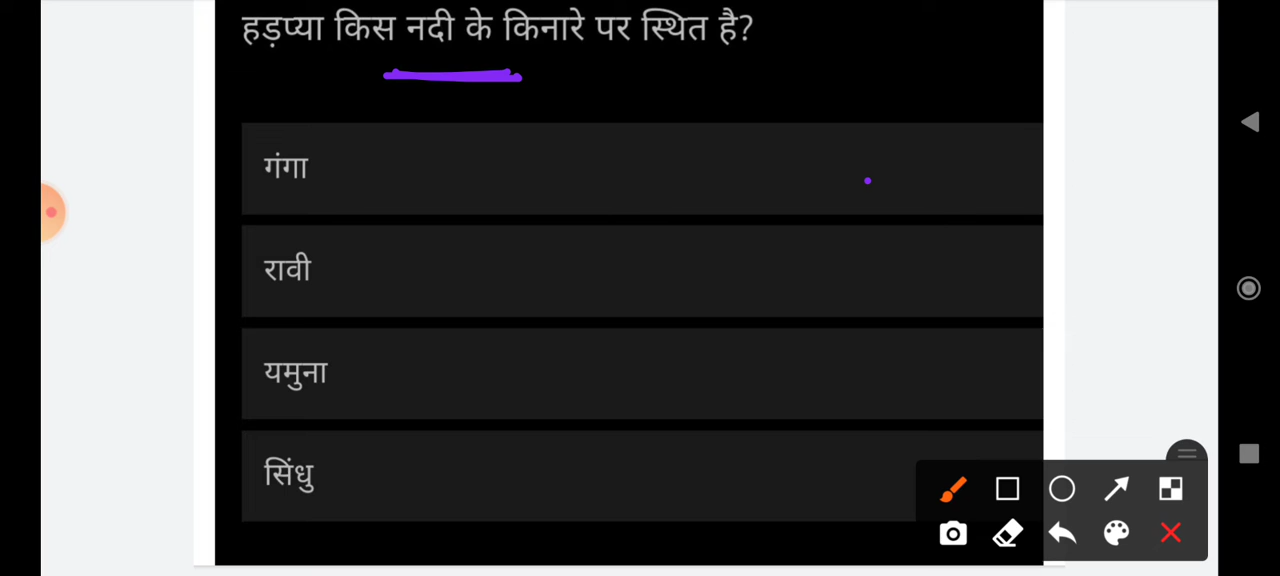 हड़प्या किस नदी के किनारे पर स्थित है?
गंगा
रावी
यमुना
सिंधु